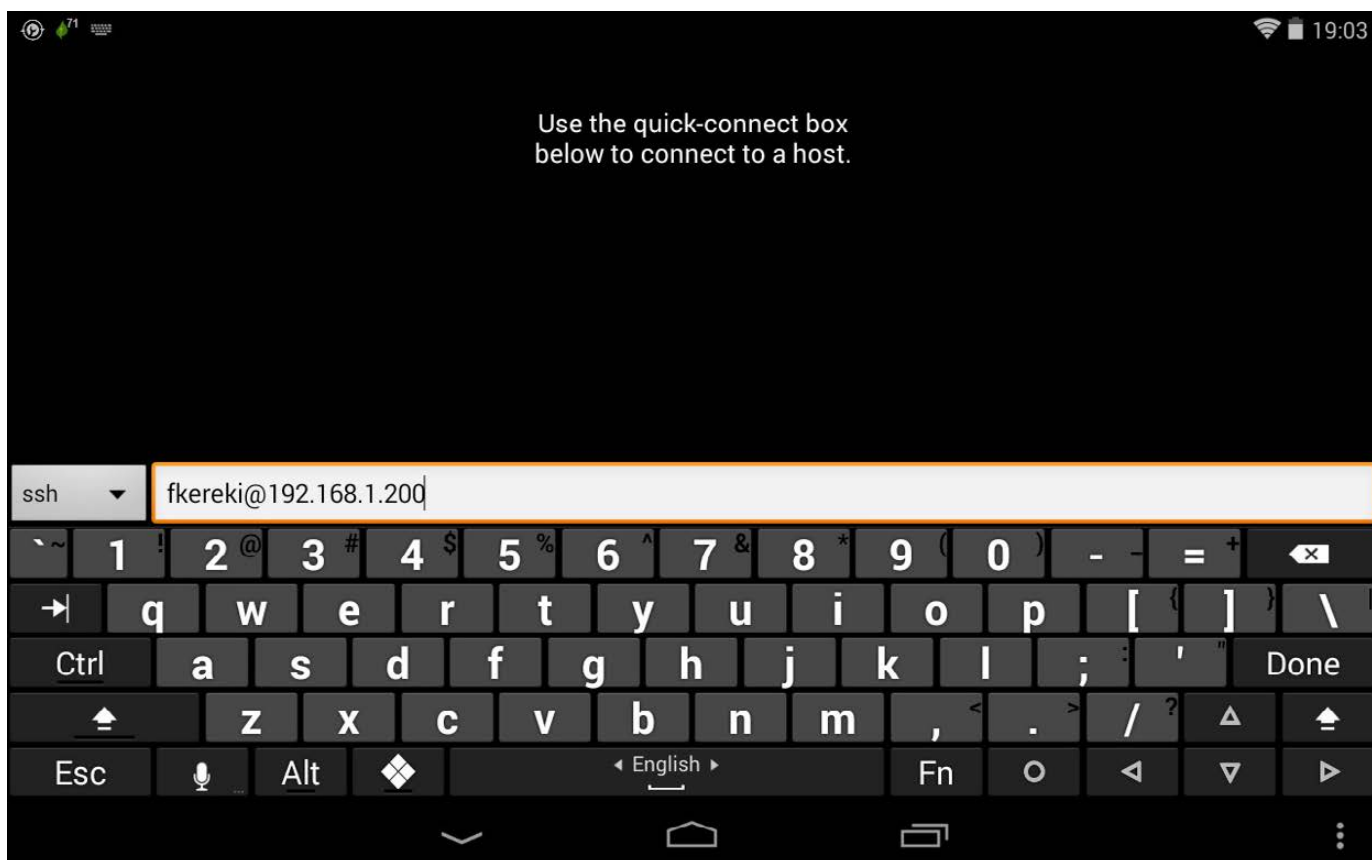 71 19:03
Use the quick-connect box
below to connect to a host.
ssh fkereki@192.168.1.200
` ~ 1 ! 2 @ 3 # 4 $ 5 % 6 ^ 7 & 8 * 9 ( 0 ) - _ = +
q w e r t y u i o p [ { ] } \ |
Ctrl a s d f g h j k l ; : ' " Done
z x c v b n m , < . > / ?
Esc Alt English Fn